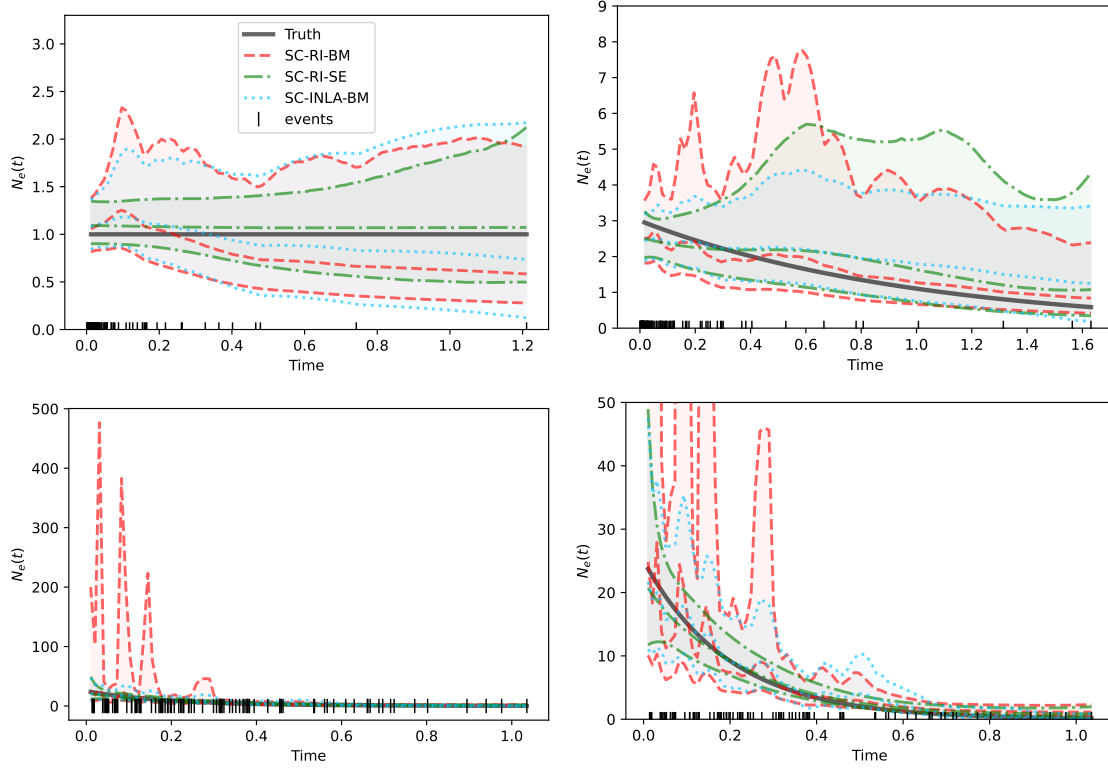 3.0
2.5
2.0
1.5
1.0
0.5
0.0
N_e(t)
Truth
SC-RI-BM
SC-RI-SE
SC-INLA-BM
events
0.0 0.2 0.4 0.6 0.8 1.0 1.2
Time
9
8
7
6
5
4
3
2
1
0
N_e(t)
0.0 0.2 0.4 0.6 0.8 1.0 1.2 1.4 1.6
Time
500
400
300
200
100
0
N_e(t)
0.0 0.2 0.4 0.6 0.8 1.0
Time
50
40
30
20
10
0
N_e(t)
0.0 0.2 0.4 0.6 0.8 1.0
Time